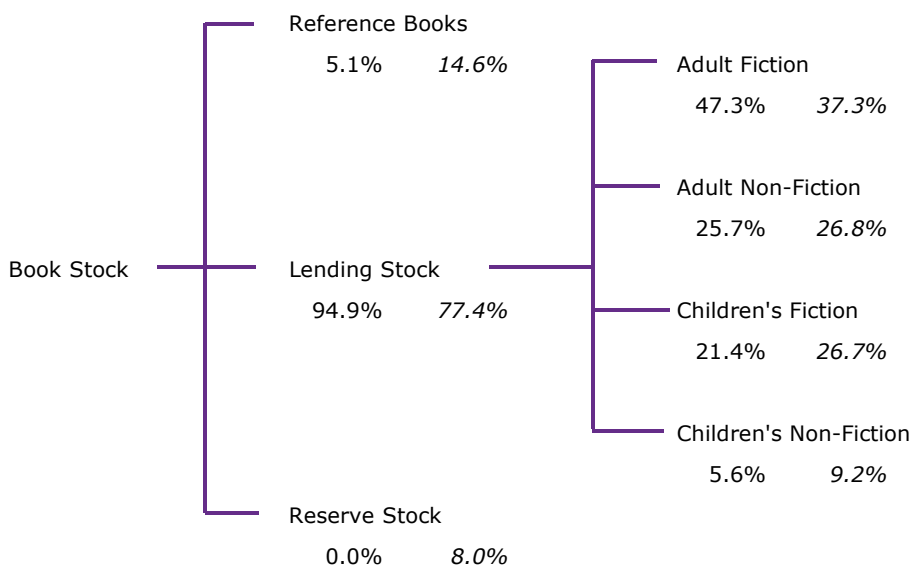 Reference Books
5.1% 14.6%
Adult Fiction
47.3% 37.3%
Adult Non-Fiction
25.7% 26.8%
Book Stock
Lending Stock
94.9% 77.4%
Children's Fiction
21.4% 26.7%
Children's Non-Fiction
5.6% 9.2%
Reserve Stock
0.0% 8.0%